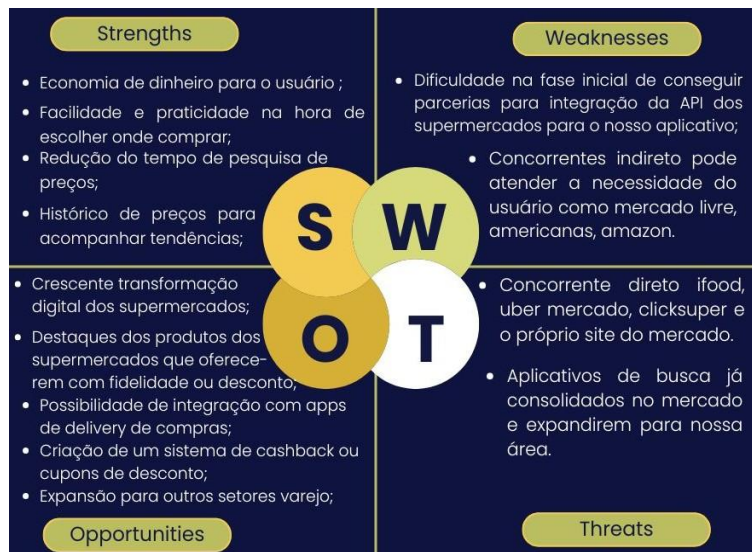 Strengths
• Economia de dinheiro para o usuário ;
• Facilidade e praticidade na hora de
escolher onde comprar;
• Redução do tempo de pesquisa de
preços;
• Histórico de preços para
acompanhar tendências;
Weaknesses
• Dificuldade na fase inicial de conseguir
parcerias para integração da API dos
supermercados para o nosso aplicativo;
• Concorrentes indireto pode
atender a necessidade do
usuário como mercado livre,
americanas, amazon.
S
W
O
T
• Crescente transformação
digital dos supermercados;
• Destaques dos produtos dos
supermercados que oferece-
rem com fidelidade ou desconto;
• Possibilidade de integração com apps
de delivery de compras;
• Criação de um sistema de cashback ou
cupons de desconto;
• Expansão para outros setores varejo;
Opportunities
• Concorrente direto ifood,
uber mercado, clicksuper e
o próprio site do mercado.
• Aplicativos de busca já
consolidados no mercado
e expandirem para nossa
área.
Threats